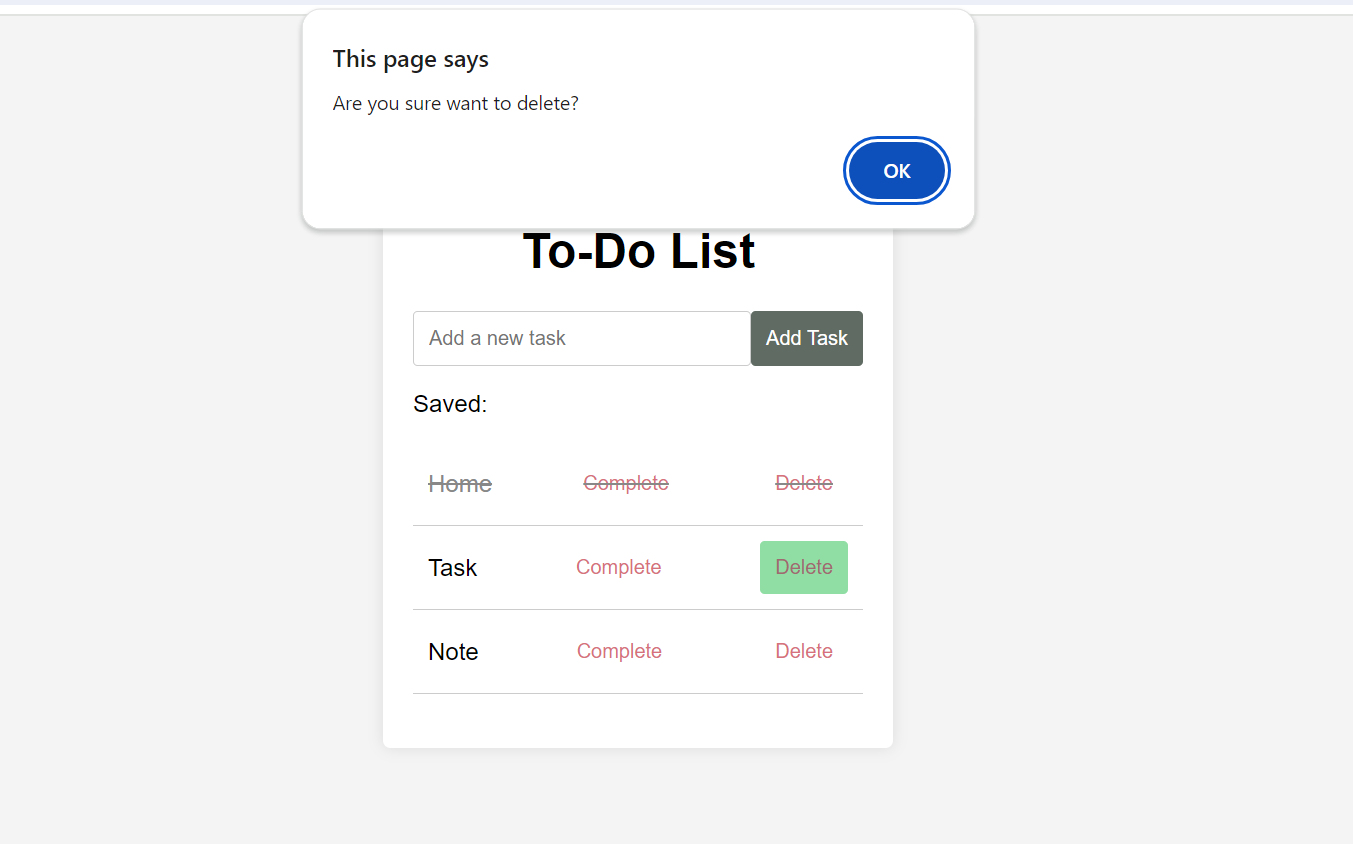 This page says
Are you sure want to delete?
OK
To-Do List
Add a new task Add Task
Saved:
Home Complete Delete
Task Complete Delete
Note Complete Delete